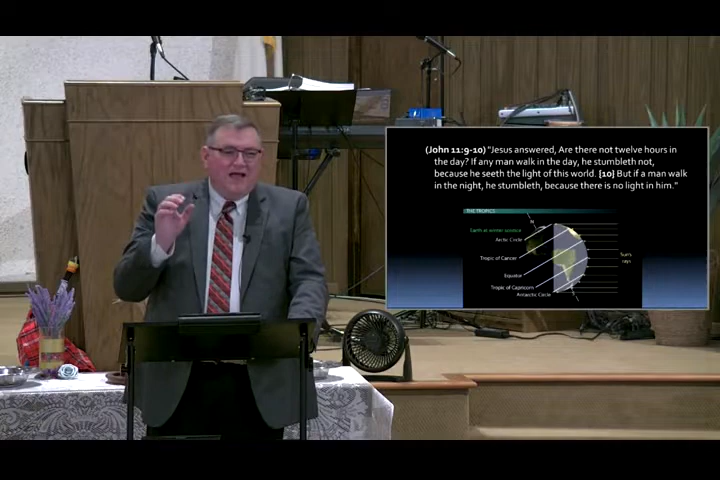 (John 11:9-10) "Jesus answered, Are there not twelve hours in
the day? If any man walk in the day, he stumbleth not,
because he seeth the light of this world. [10] But if a man walk
in the night, he stumbleth, because there is no light in him."
THE TROPICS
N
Earth at winter solstice
Arctic Circle
Tropic of Cancer
Sun's
rays
Equator
Tropic of Capricorn
Antarctic Circle